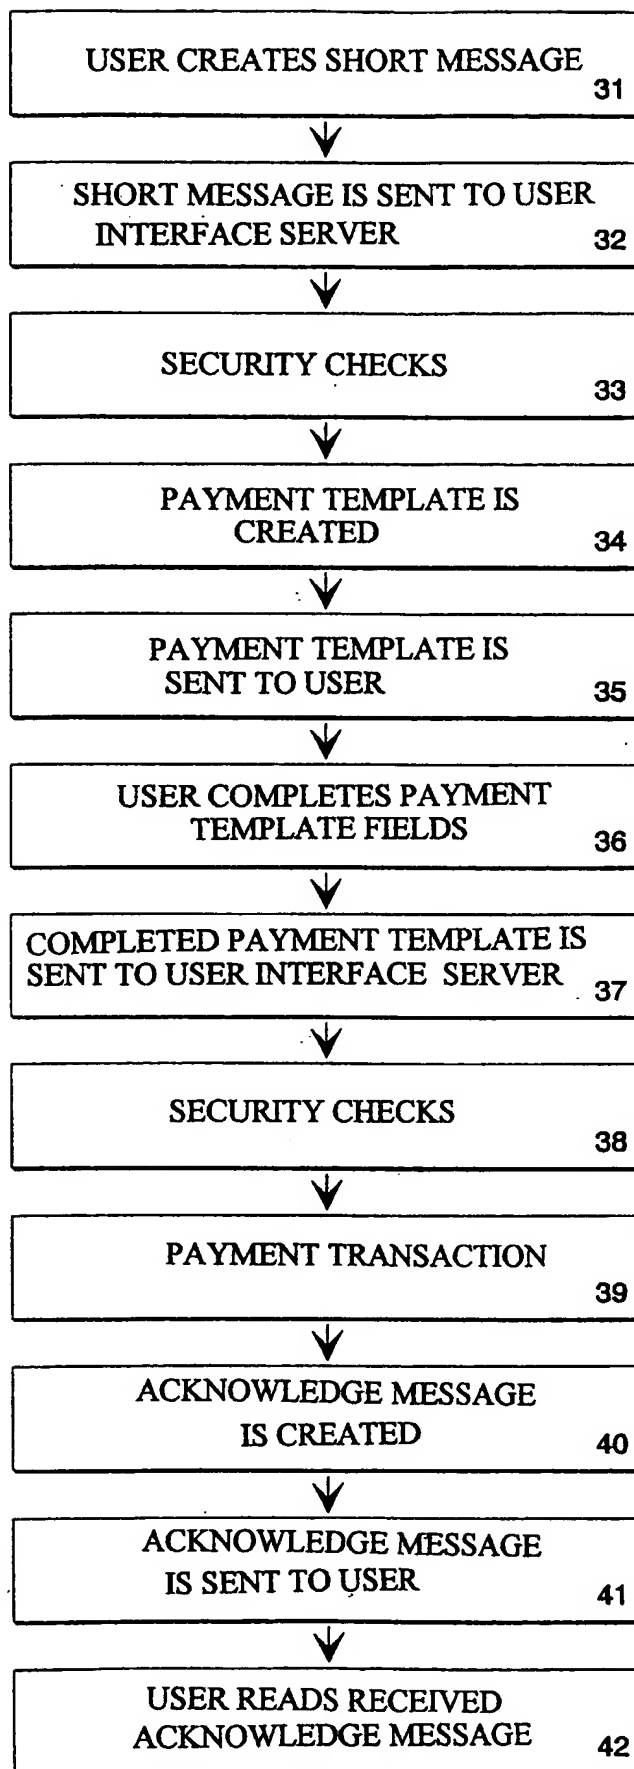 USER CREATES SHORT MESSAGE
31
SHORT MESSAGE IS SENT TO USER
INTERFACE SERVER
32
SECURITY CHECKS
33
PAYMENT TEMPLATE IS
CREATED
34
PAYMENT TEMPLATE IS
SENT TO USER
35
USER COMPLETES PAYMENT
TEMPLATE FIELDS
36
COMPLETED PAYMENT TEMPLATE IS
SENT TO USER INTERFACE SERVER
37
SECURITY CHECKS
38
PAYMENT TRANSACTION
39
ACKNOWLEDGE MESSAGE
IS CREATED
40
ACKNOWLEDGE MESSAGE
IS SENT TO USER
41
USER READS RECEIVED
ACKNOWLEDGE MESSAGE
42